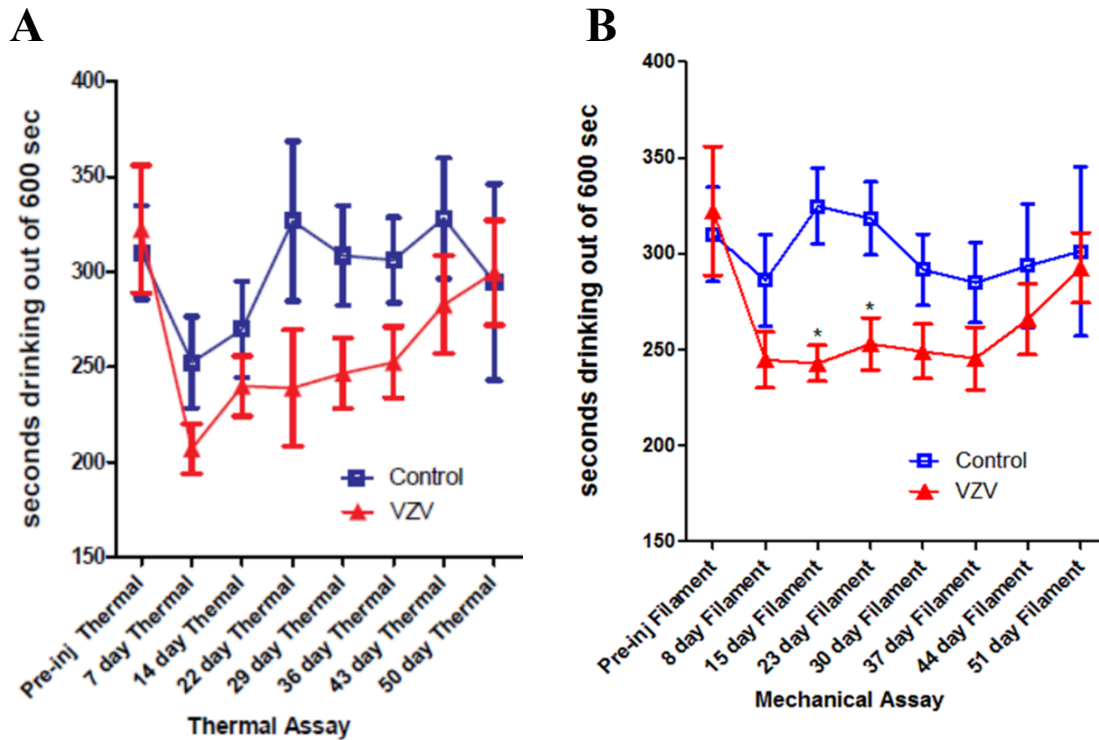 A
seconds drinking out of 600 sec
400
350
300
250
200
150
Control
VZV
Pre-inj Thermal
7 day Thermal
14 day Themal
22 day Thermal
29 day Thermal
36 day Thermal
43 day Thermal
50 day Thermal
Thermal Assay
B
seconds drinking out of 600 sec
400
350
300
250
200
150
*
*
Control
VZV
Pre-inj Filament
8 day Filament
15 day Filament
23 day Filament
30 day Filament
37 day Filament
44 day Filament
51 day Filament
Mechanical Assay